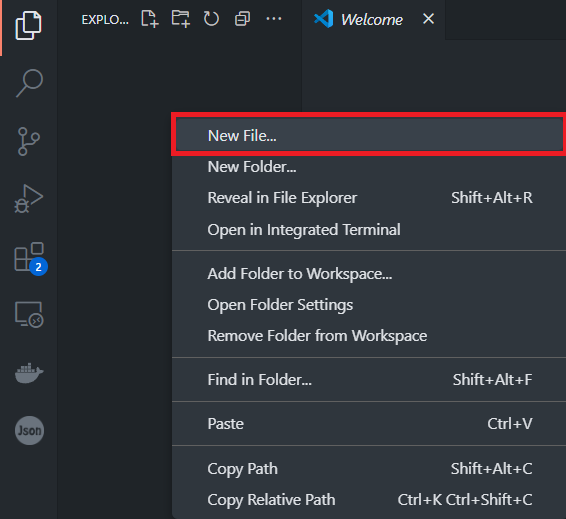 EXPLO...
Welcome
New File...
New Folder...
Reveal in File Explorer Shift+Alt+R
Open in Integrated Terminal
2
Add Folder to Workspace...
Open Folder Settings
Remove Folder from Workspace
Find in Folder... Shift+Alt+F
Paste Ctrl+V
Json
Copy Path Shift+Alt+C
Copy Relative Path Ctrl+K Ctrl+Shift+C